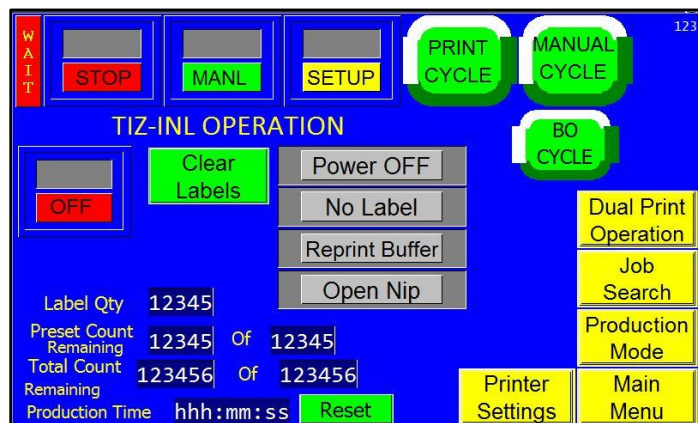 WAIT
STOP
MANL
SETUP
PRINT
CYCLE
MANUAL
CYCLE
123
TIZ-INL OPERATION
BO
CYCLE
OFF
Clear
Labels
Power OFF
No Label
Reprint Buffer
Open Nip
Dual Print
Operation
Job
Search
Production
Mode
Label Qty 12345
Preset Count
Remaining 12345 Of 12345
Total Count
Remaining 123456 Of 123456
Production Time hhh:mm:ss Reset
Printer
Settings
Main
Menu